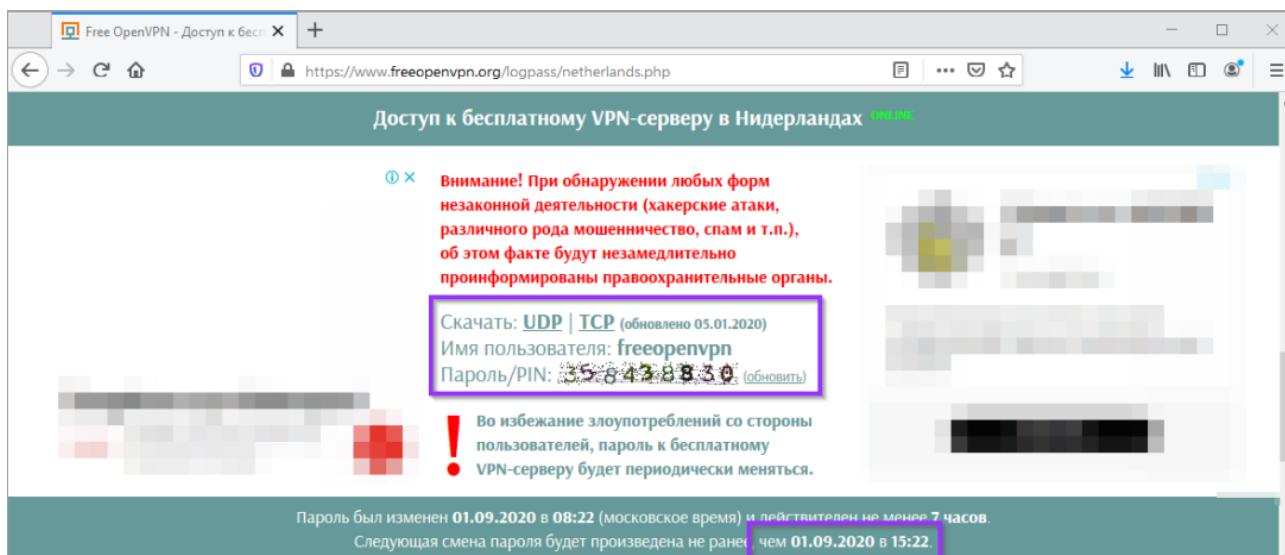 Free OpenVPN - Доступ к бесп
https://www.freeopenvpn.org/logpass/netherlands.php
Доступ к бесплатному VPN-серверу в Нидерландах ONLINE
Внимание! При обнаружении любых форм
незаконной деятельности (хакерские атаки,
различного рода мошенничество, спам и т.п.),
об этом факте будут незамедлительно
проинформированы правоохранительные органы.
Скачать: UDP | TCP (обновлено 05.01.2020)
Имя пользователя: freeopenvpn
Пароль/PIN: 358438830 (обновить)
! Во избежание злоупотреблений со стороны
пользователей, пароль к бесплатному
VPN-серверу будет периодически меняться.
Пароль был изменен 01.09.2020 в 08:22 (московское время) и действителен не менее 7 часов.
Следующая смена пароля будет произведена не ранее, чем 01.09.2020 в 15:22.